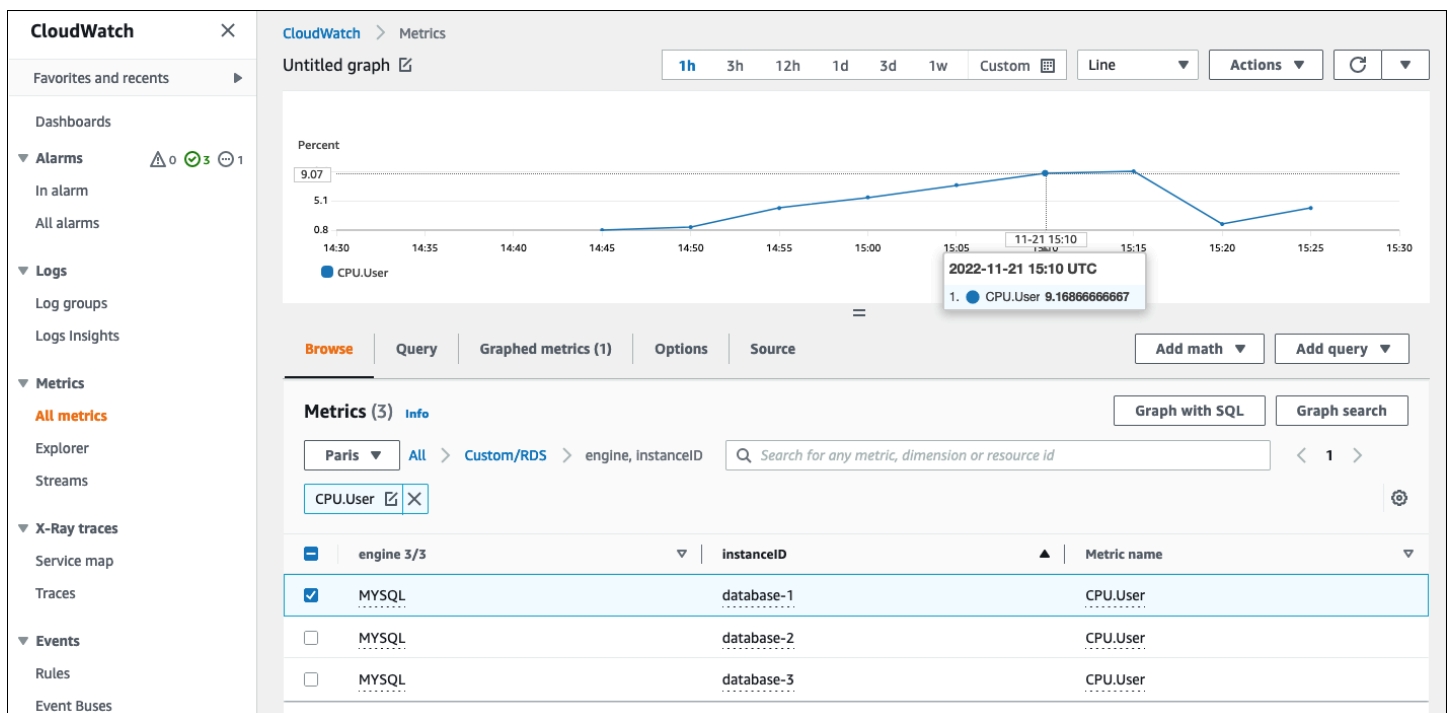 CloudWatch
Favorites and recents
Dashboards
Alarms 0 3 1
In alarm
All alarms
Logs
Log groups
Logs Insights
Metrics
All metrics
Explorer
Streams
X-Ray traces
Service map
Traces
Events
Rules
Event Buses
CloudWatch > Metrics
Untitled graph
1h 3h 12h 1d 3d 1w Custom Line Actions
Percent
9.07
5.1
0.8
14:30 14:35 14:40 14:45 14:50 14:55 15:00 15:05 15:10 15:15 15:20 15:25 15:30
11-21 15:10
CPU.User
2022-11-21 15:10 UTC
1. CPU.User 9.16866666667
Browse Query Graphed metrics (1) Options Source Add math Add query
Metrics (3) Info Graph with SQL Graph search
Paris All > Custom/RDS > engine, instanceID Search for any metric, dimension or resource id < 1 >
CPU.User
engine 3/3 instanceID Metric name
MYSQL database-1 CPU.User
MYSQL database-2 CPU.User
MYSQL database-3 CPU.User